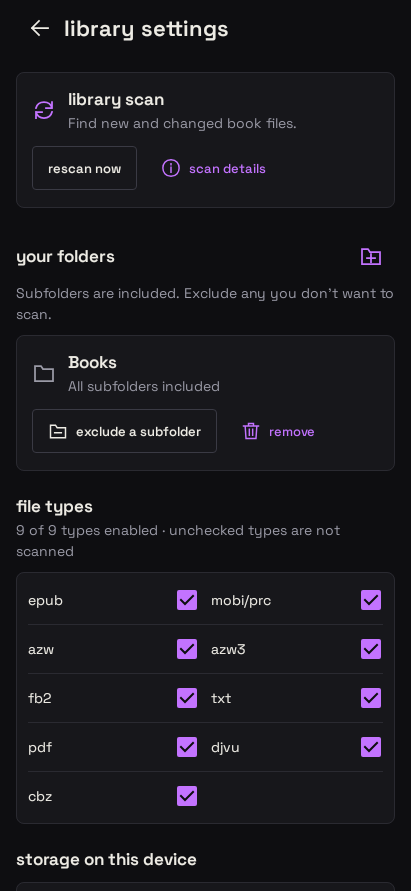 library settings
library scan
Find new and changed book files.
rescan now
scan details
your folders
Subfolders are included. Exclude any you don't want to
scan.
Books
All subfolders included
exclude a subfolder
remove
file types
9 of 9 types enabled · unchecked types are not
scanned
epub
mobi/prc
azw
azw3
fb2
txt
pdf
djvu
cbz
storage on this device